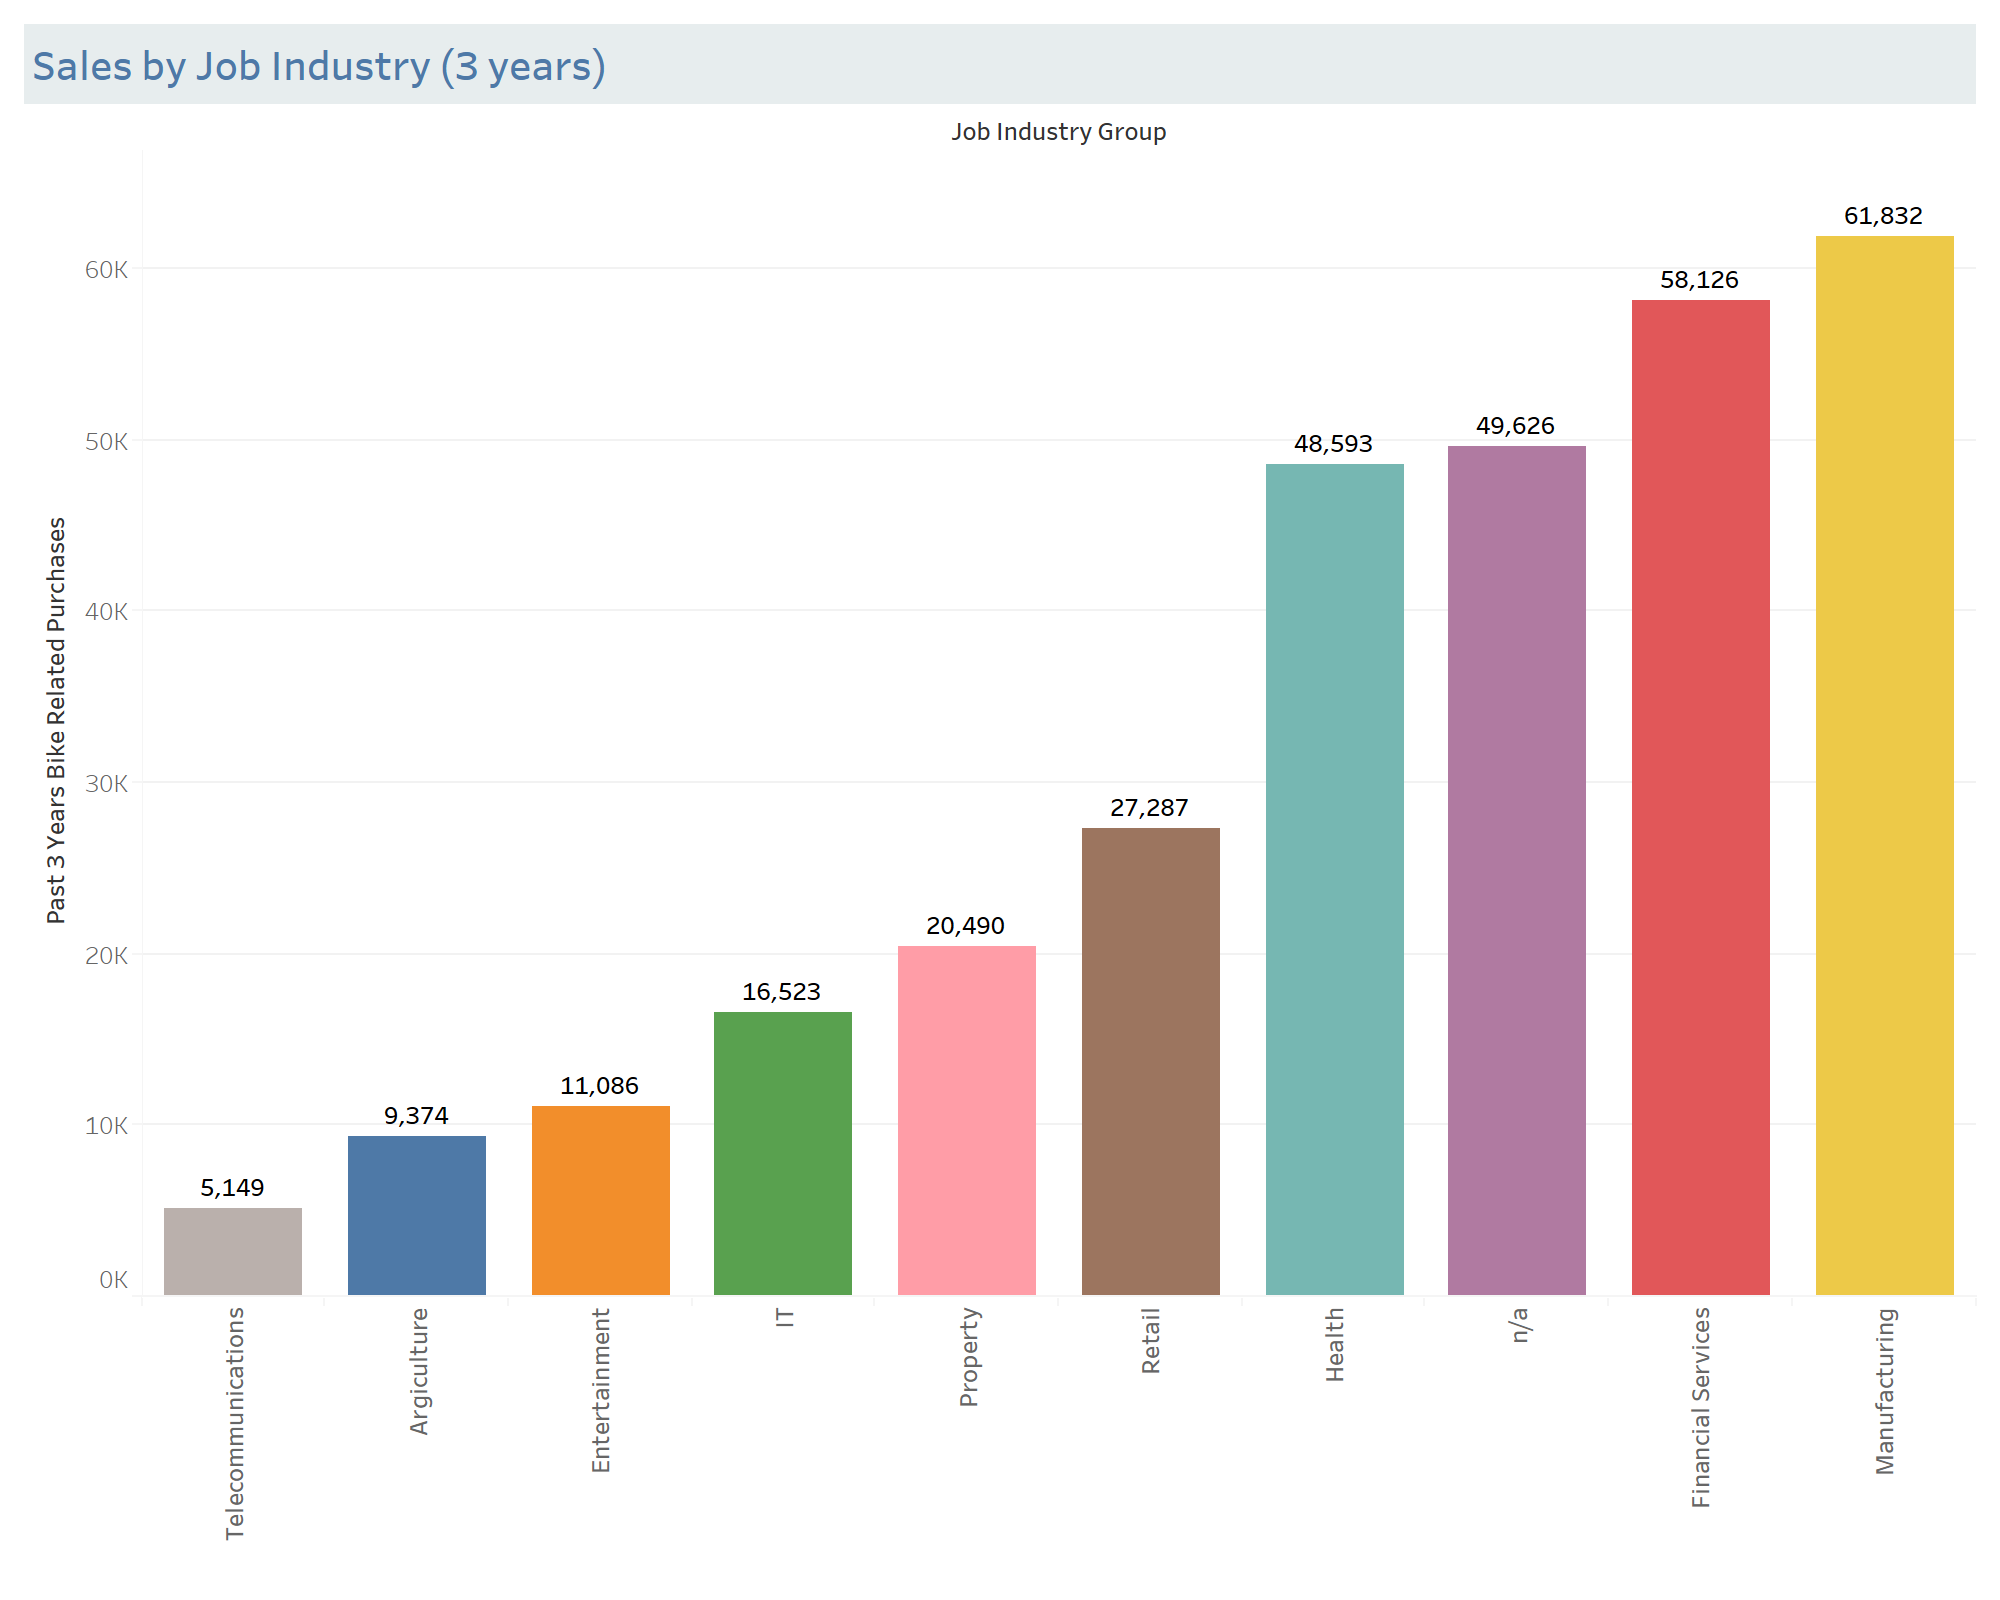 Sales by Job Industry (3 years)
Job Industry Group
Past 3 Years Bike Related Purchases
60K
50K
40K
30K
20K
10K
0K
5,149
9,374
11,086
16,523
20,490
27,287
48,593
49,626
58,126
61,832
Telecommunications
Argiculture
Entertainment
IT
Property
Retail
Health
n/a
Financial Services
Manufacturing